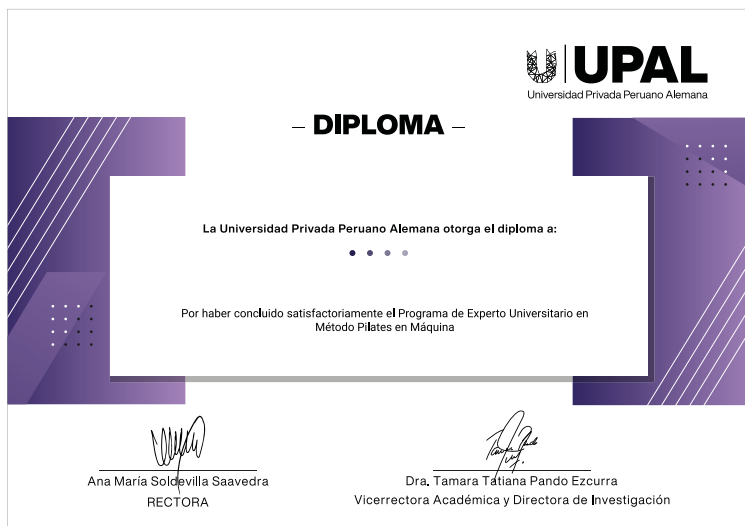 UPAL
Universidad Privada Peruano Alemana
– DIPLOMA –
La Universidad Privada Peruano Alemana otorga el diploma a:
Por haber concluido satisfactoriamente el Programa de Experto Universitario en
Método Pilates en Máquina
Ana María Soldevilla Saavedra
RECTORA
Dra. Tamara Tatiana Pando Ezcurra
Vicerrectora Académica y Directora de Investigación